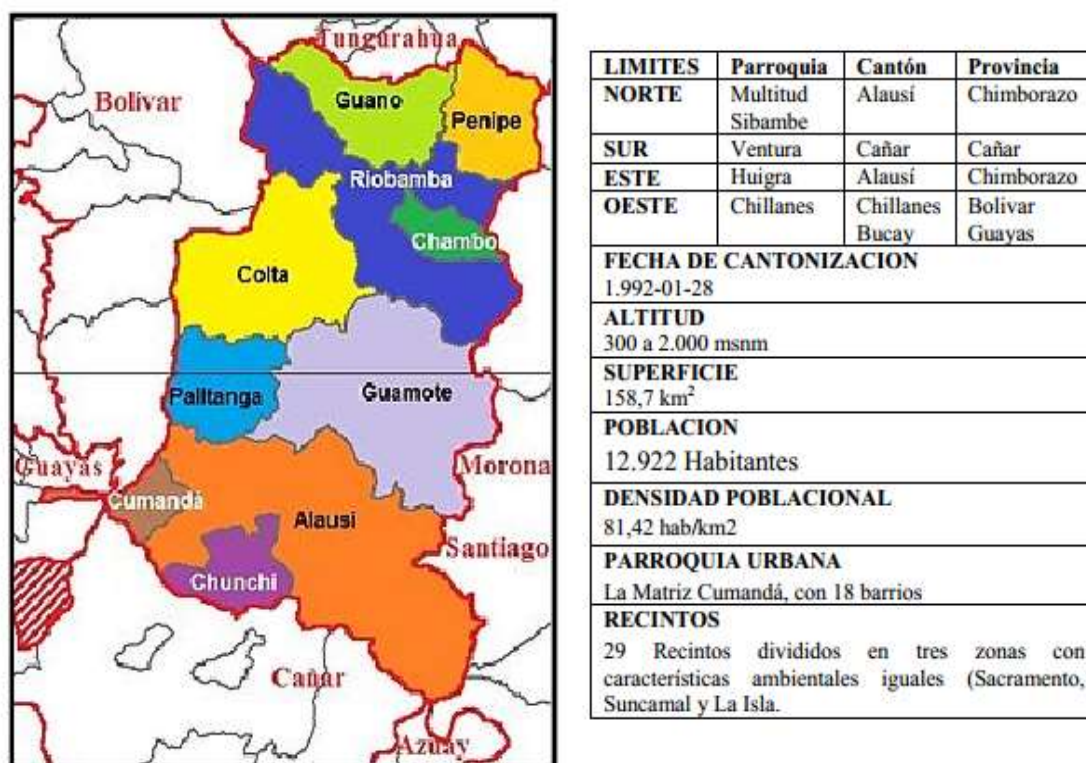 Tungurahua
Bolívar
Guano
Penipe
Riobamba
Chambo
Colta
Palltanga
Guamote
Guayas
Morona
Cumandá
Alausi
Santiago
Chunchi
Cañar
Azuay
LIMITES Parroquia Cantón Provincia
NORTE Multitud Alausí Chimborazo
Sibambe
SUR Ventura Cañar Cañar
ESTE Huigra Alausí Chimborazo
OESTE Chillanes Chillanes Bolivar
Bucay Guayas
FECHA DE CANTONIZACION
1.992-01-28
ALTITUD
300 a 2.000 msnm
SUPERFICIE
158,7 km²
POBLACION
12.922 Habitantes
DENSIDAD POBLACIONAL
81,42 hab/km2
PARROQUIA URBANA
La Matriz Cumandá, con 18 barrios
RECINTOS
29 Recintos divididos en tres zonas con
características ambientales iguales (Sacramento,
Suncamal y La Isla.